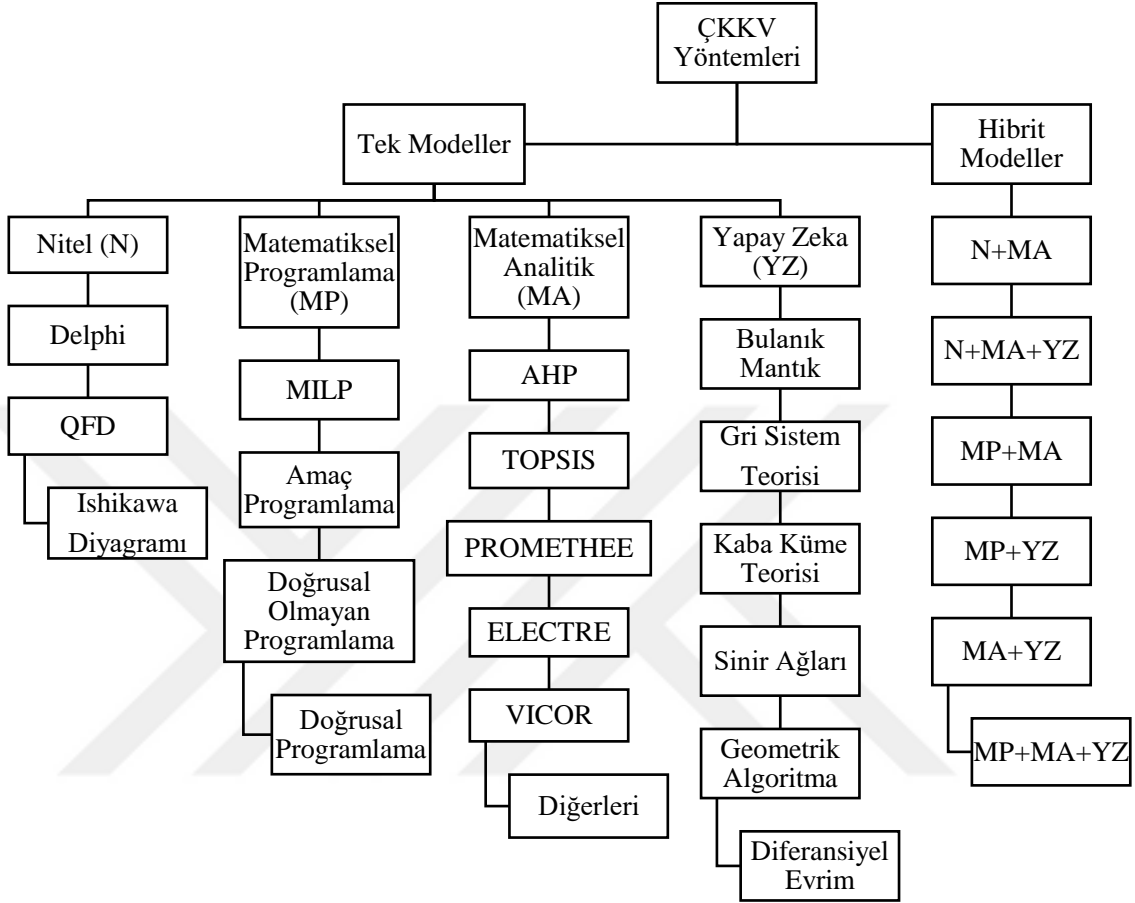 ÇKKV
Yöntemleri
Tek Modeller
Hibrit
Modeller
Nitel (N)
Delphi
QFD
Ishikawa
Diyagramı
Matematiksel
Programlama
(MP)
MILP
Amaç
Programlama
Doğrusal
Olmayan
Programlama
Doğrusal
Programlama
Matematiksel
Analitik
(MA)
AHP
TOPSIS
PROMETHEE
ELECTRE
VICOR
Diğerleri
Yapay Zeka
(YZ)
Bulanık
Mantık
Gri Sistem
Teorisi
Kaba Küme
Teorisi
Sinir Ağları
Geometrik
Algoritma
Diferansiyel
Evrim
N+MA
N+MA+YZ
MP+MA
MP+YZ
MA+YZ
MP+MA+YZ